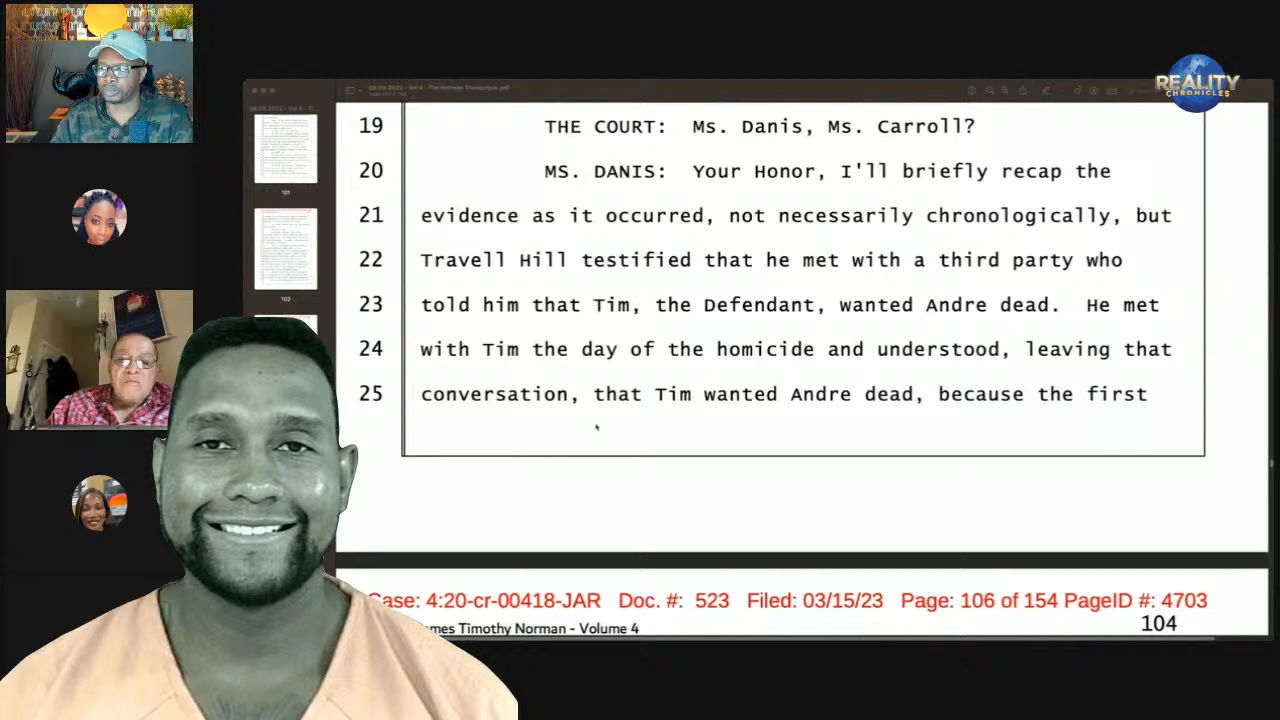 REALITY
CHRONICLES
101
102
19 THE COURT: Ms. Danis, Ms. Carroll?
20 MS. DANIS: Your Honor, I'll briefly recap the
21 evidence as it occurred, not necessarily chronologically, but
22 Travell Hill testified that he met with a third party who
23 told him that Tim, the Defendant, wanted Andre dead. He met
24 with Tim the day of the homicide and understood, leaving that
25 conversation, that Tim wanted Andre dead, because the first
Case: 4:20-cr-00418-JAR Doc. #: 523 Filed: 03/15/23 Page: 106 of 154 PageID #: 4703
Timothy Norman - Volume 4
104